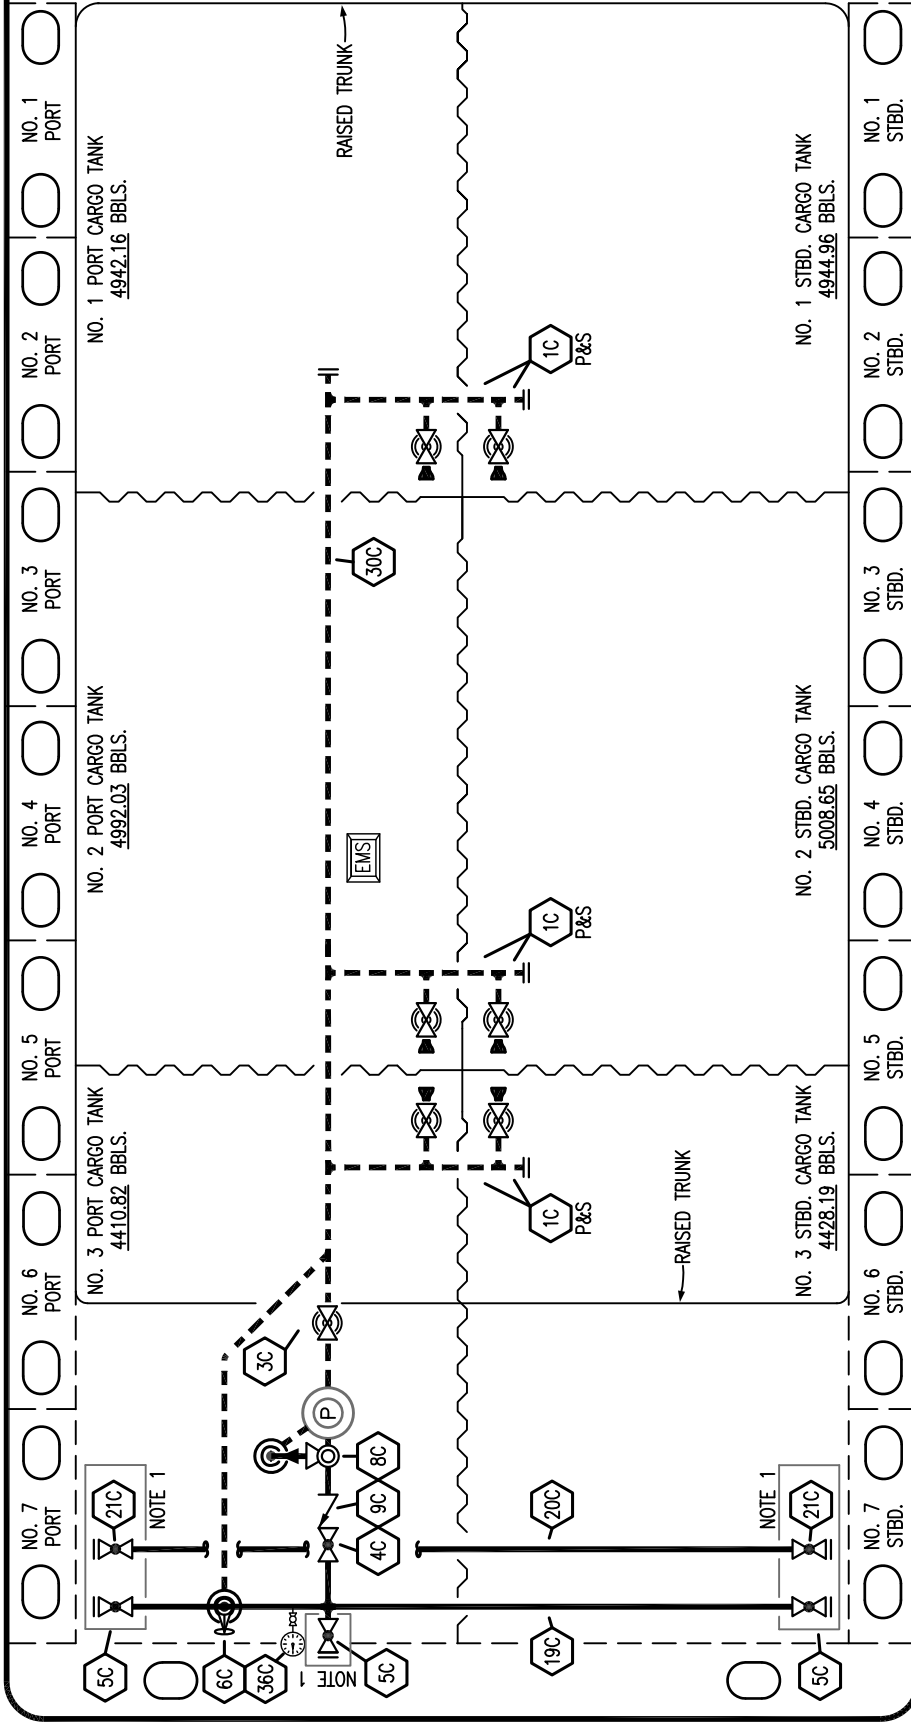 NO. 7
PORT
NO. 6
PORT
NO. 5
PORT
NO. 4
PORT
NO. 3
PORT
NO. 2
PORT
NO. 1
PORT
NO. 3 PORT CARGO TANK
4410.82 BBLS.
NO. 2 PORT CARGO TANK
4992.03 BBLS.
NO. 1 PORT CARGO TANK
4942.16 BBLS.
5C
21C
NOTE 1
6C
36C
NOTE 1
5C
4C
9C
8C
3C
P
EMS
30C
RAISED TRUNK
1C
P&S
1C
P&S
1C
P&S
19C
20C
RAISED TRUNK
NOTE 1
5C
21C
NO. 3 STBD. CARGO TANK
4428.19 BBLS.
NO. 2 STBD. CARGO TANK
5008.65 BBLS.
NO. 1 STBD. CARGO TANK
4944.96 BBLS.
NO. 7
STBD.
NO. 6
STBD.
NO. 5
STBD.
NO. 4
STBD.
NO. 3
STBD.
NO. 2
STBD.
NO. 1
STBD.